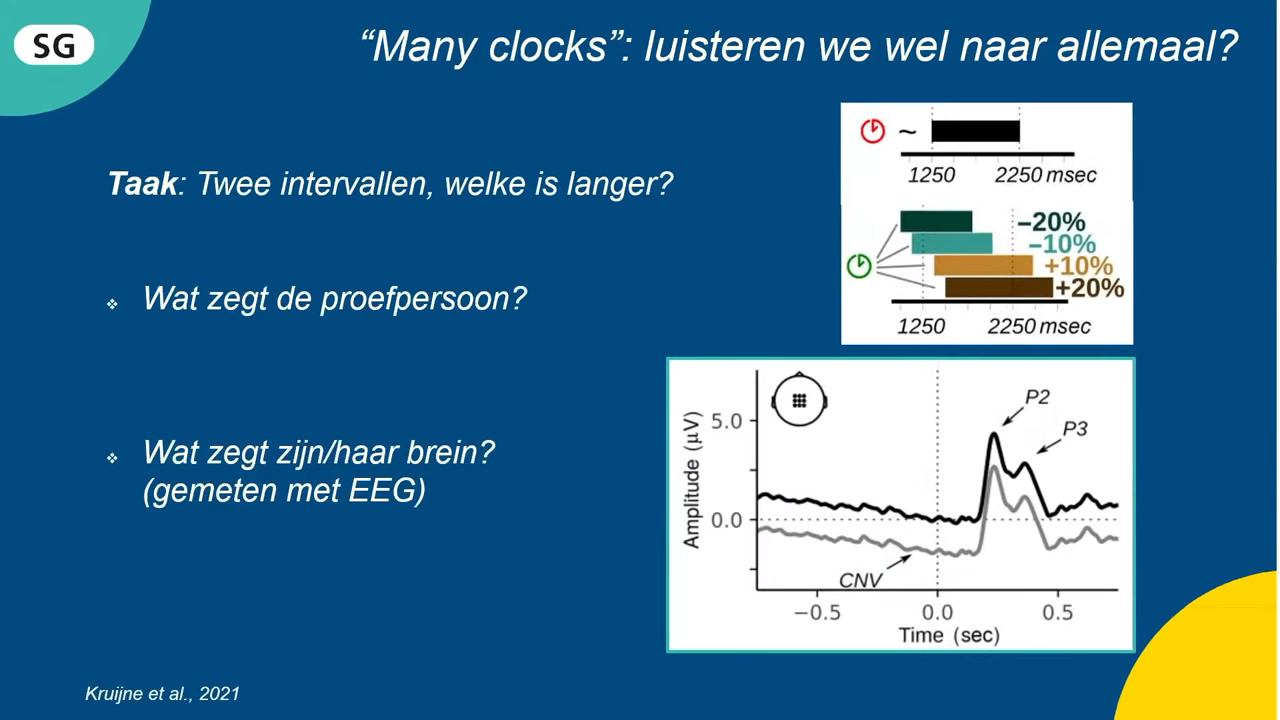 SG
“Many clocks”: luisteren we wel naar allemaal?
Taak: Twee intervallen, welke is langer?
Wat zegt de proefpersoon?
Wat zegt zijn/haar brein?
(gemeten met EEG)
~
1250 2250 msec
–20%
–10%
+10%
+20%
1250 2250 msec
P2
P3
5.0
Amplitude (μV)
0.0
CNV
−0.5 0.0 0.5
Time (sec)
Kruijne et al., 2021